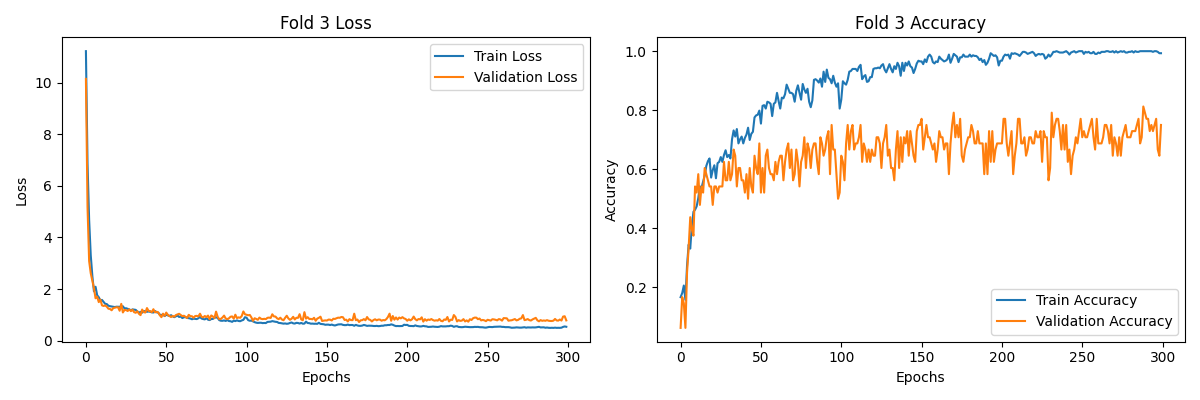 Fold 3 Loss
Train Loss
Validation Loss
10
8
6
4
2
0
Loss
0 50 100 150 200 250 300
Epochs
Fold 3 Accuracy
1.0
0.8
0.6
0.4
0.2
Accuracy
Train Accuracy
Validation Accuracy
0 50 100 150 200 250 300
Epochs